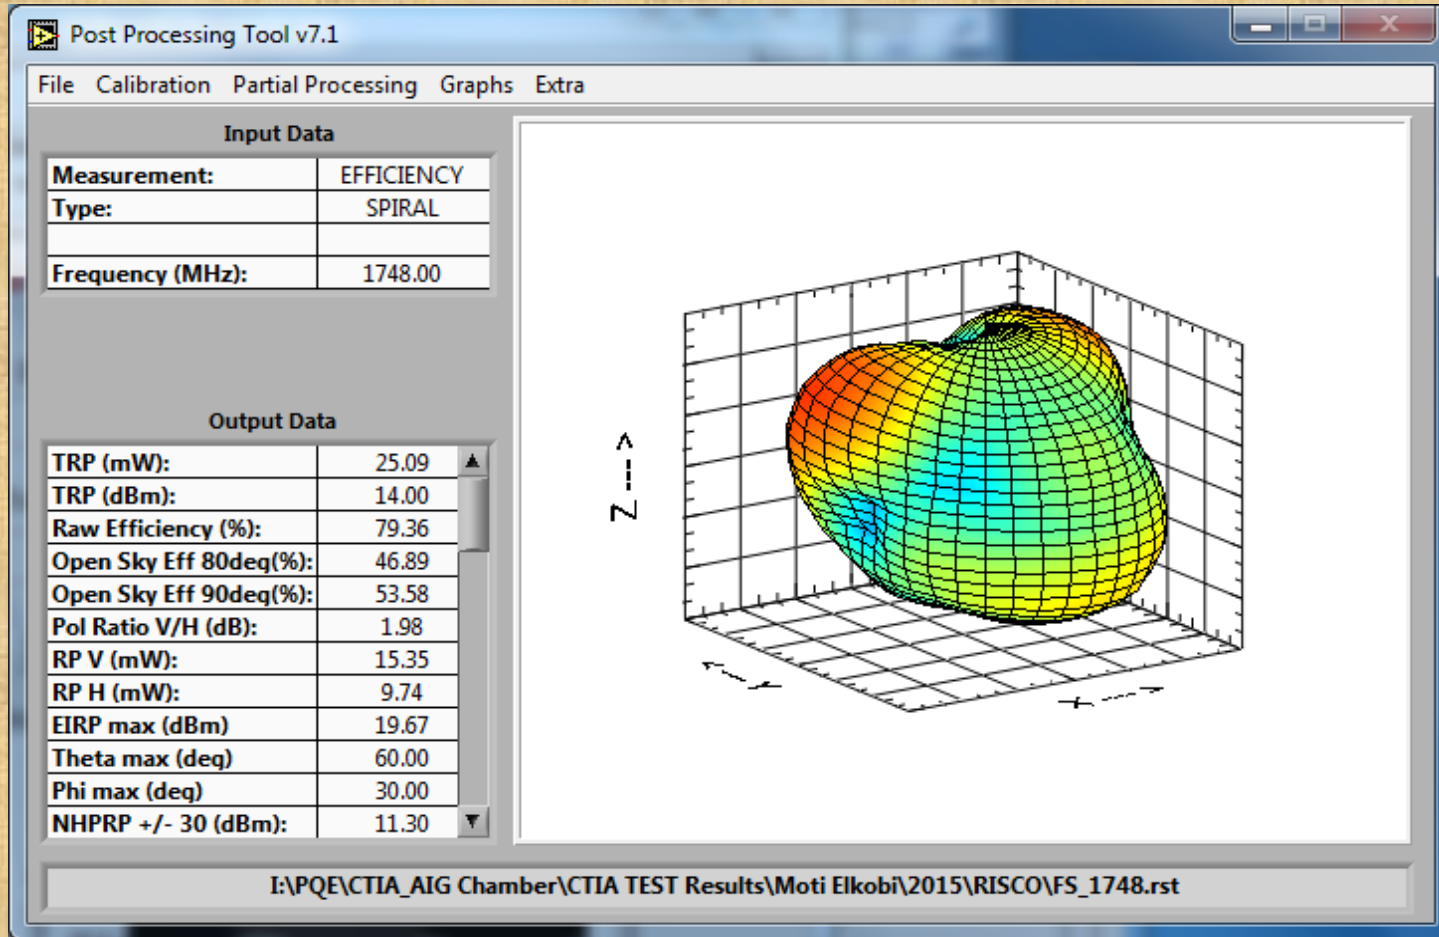 Post Processing Tool v7.1
File Calibration Partial Processing Graphs Extra
Input Data
Measurement: EFFICIENCY
Type: SPIRAL
Frequency (MHz): 1748.00
Output Data
TRP (mW): 25.09
TRP (dBm): 14.00
Raw Efficiency (%): 79.36
Open Sky Eff 80deg(%): 46.89
Open Sky Eff 90deg(%): 53.58
Pol Ratio V/H (dB): 1.98
RP V (mW): 15.35
RP H (mW): 9.74
EIRP max (dBm) 19.67
Theta max (deg) 60.00
Phi max (deg) 30.00
NHPRP +/- 30 (dBm): 11.30
Z --->
<--- Y
X --->
I:\PQE\CTIA_AIG Chamber\CTIA TEST Results\Moti Elkobi\2015\RISCO\FS_1748.rst